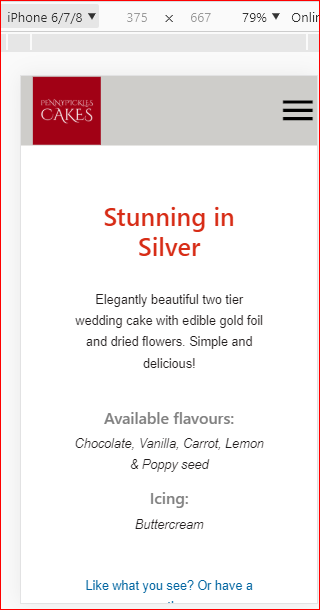 iPhone 6/7/8 ▼ 375 × 667 79% ▼ Onlin
PENNYPICKLES
CAKES
Stunning in
Silver
Elegantly beautiful two tier
wedding cake with edible gold foil
and dried flowers. Simple and
delicious!
Available flavours:
Chocolate, Vanilla, Carrot, Lemon
& Poppy seed
Icing:
Buttercream
Like what you see? Or have a